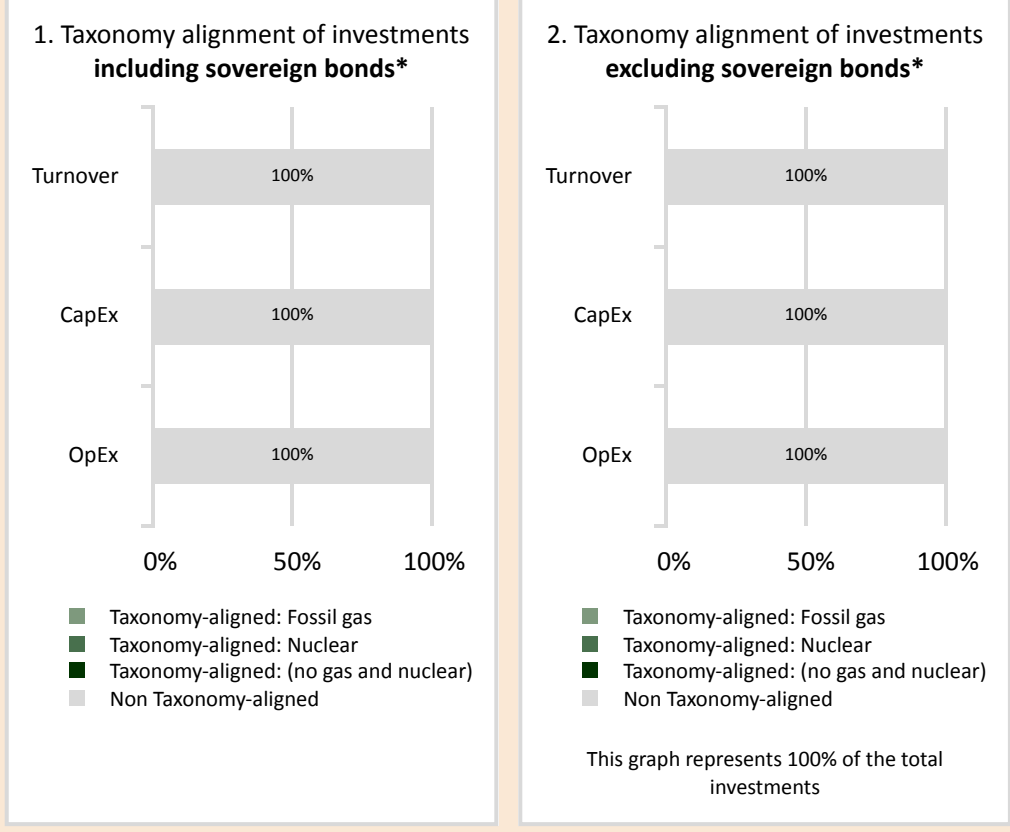 1. Taxonomy alignment of investments
including sovereign bonds*
Turnover
100%
CapEx
100%
OpEx
100%
0% 50% 100%
Taxonomy-aligned: Fossil gas
Taxonomy-aligned: Nuclear
Taxonomy-aligned: (no gas and nuclear)
Non Taxonomy-aligned
2. Taxonomy alignment of investments
excluding sovereign bonds*
Turnover
100%
CapEx
100%
OpEx
100%
0% 50% 100%
Taxonomy-aligned: Fossil gas
Taxonomy-aligned: Nuclear
Taxonomy-aligned: (no gas and nuclear)
Non Taxonomy-aligned
This graph represents 100% of the total
investments